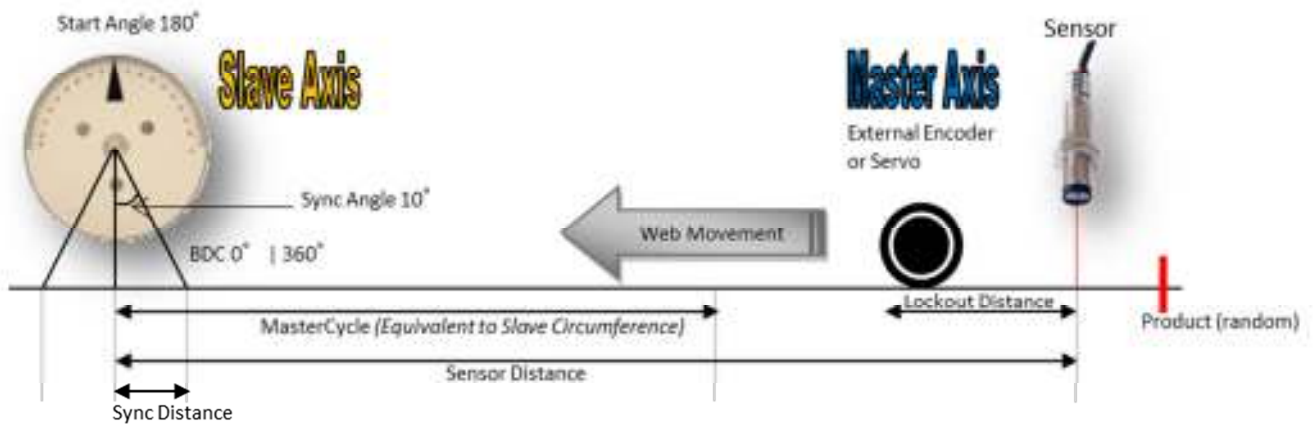 Start Angle 180°
Slave Axis
Sync Angle 10°
BDC 0° | 360°
Web Movement
Master Axis
External Encoder
or Servo
Sensor
Lockout Distance
Product (random)
MasterCycle (Equivalent to Slave Circumference)
Sensor Distance
Sync Distance